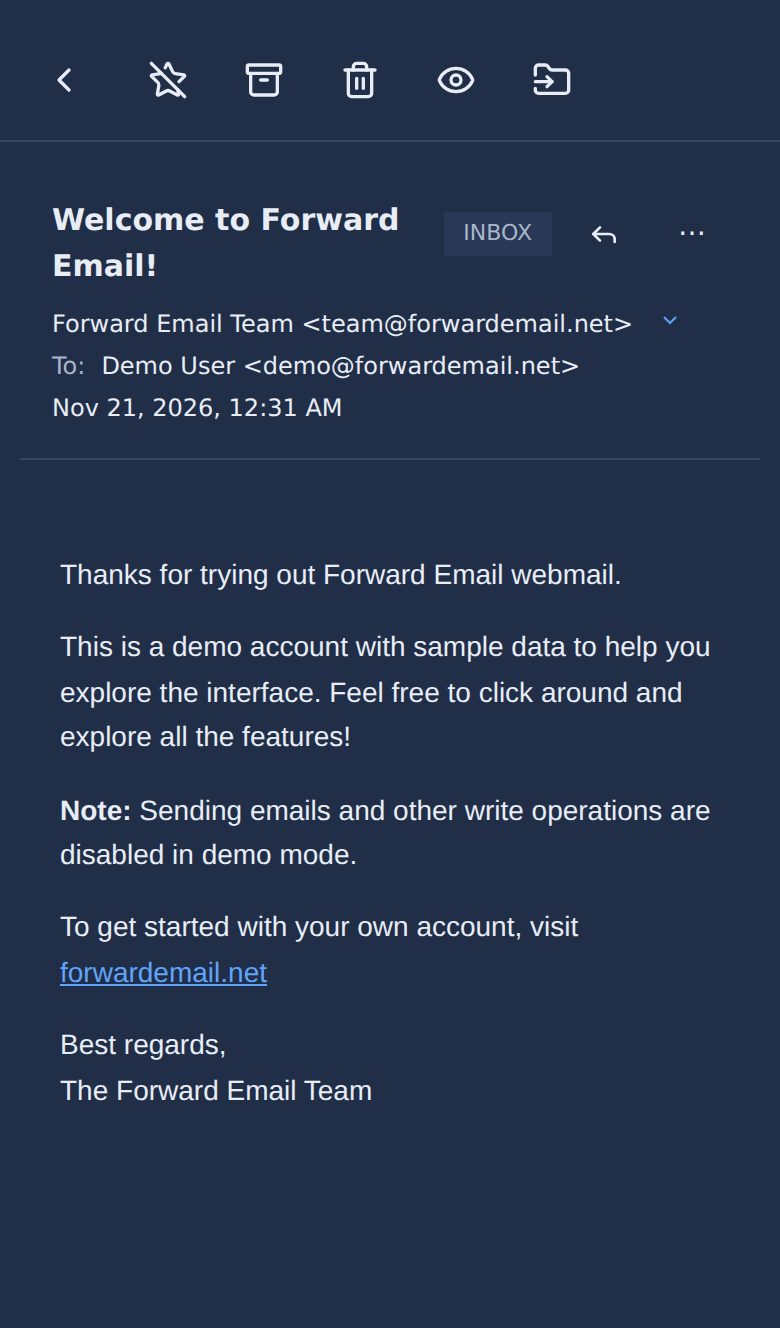 Welcome to Forward
Email!
INBOX
Forward Email Team <team@forwardemail.net>
To: Demo User <demo@forwardemail.net>
Nov 21, 2026, 12:31 AM
Thanks for trying out Forward Email webmail.
This is a demo account with sample data to help you
explore the interface. Feel free to click around and
explore all the features!
Note: Sending emails and other write operations are
disabled in demo mode.
To get started with your own account, visit
forwardemail.net
Best regards,
The Forward Email Team